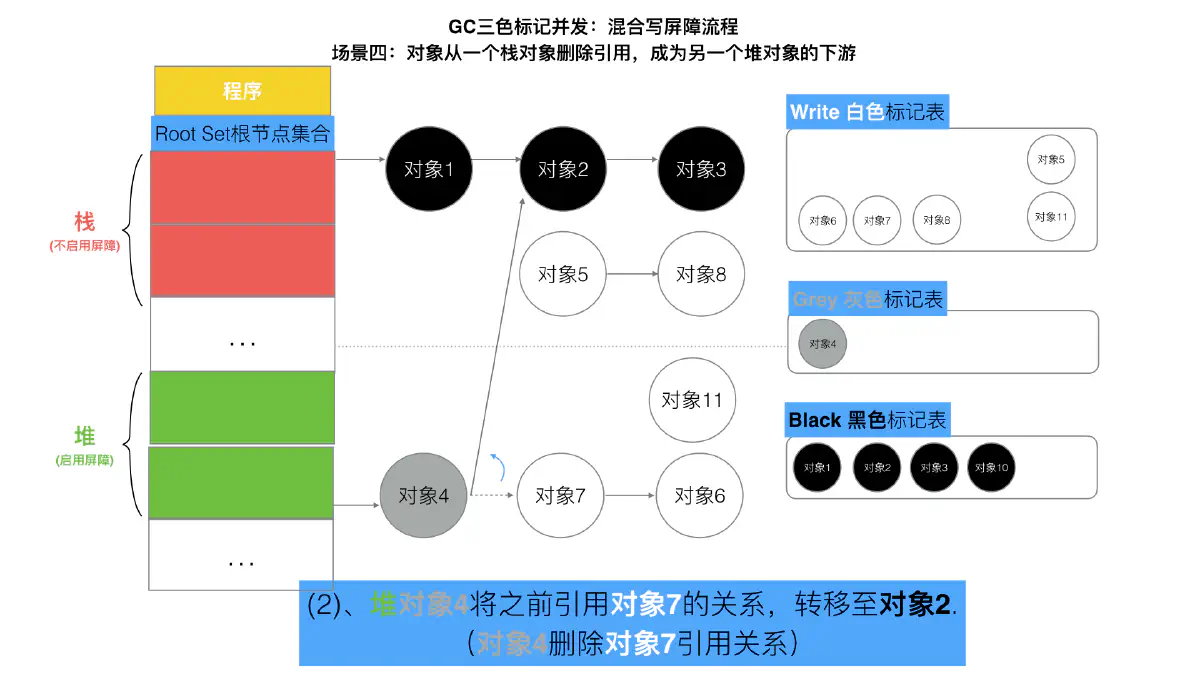 GC三色标记并发：混合写屏障流程
场景四：对象从一个栈对象删除引用，成为另一个堆对象的下游
程序
Root Set根节点集合
栈
(不启用屏障)
...
堆
(启用屏障)
...
对象1
对象2
对象3
对象5
对象8
对象11
对象4
对象7
对象6
Write 白色标记表
对象5
对象6
对象7
对象8
对象11
Grey 灰色标记表
对象4
Black 黑色标记表
对象1
对象2
对象3
对象10
(2)、堆对象4将之前引用对象7的关系，转移至对象2.
（对象4删除对象7引用关系）